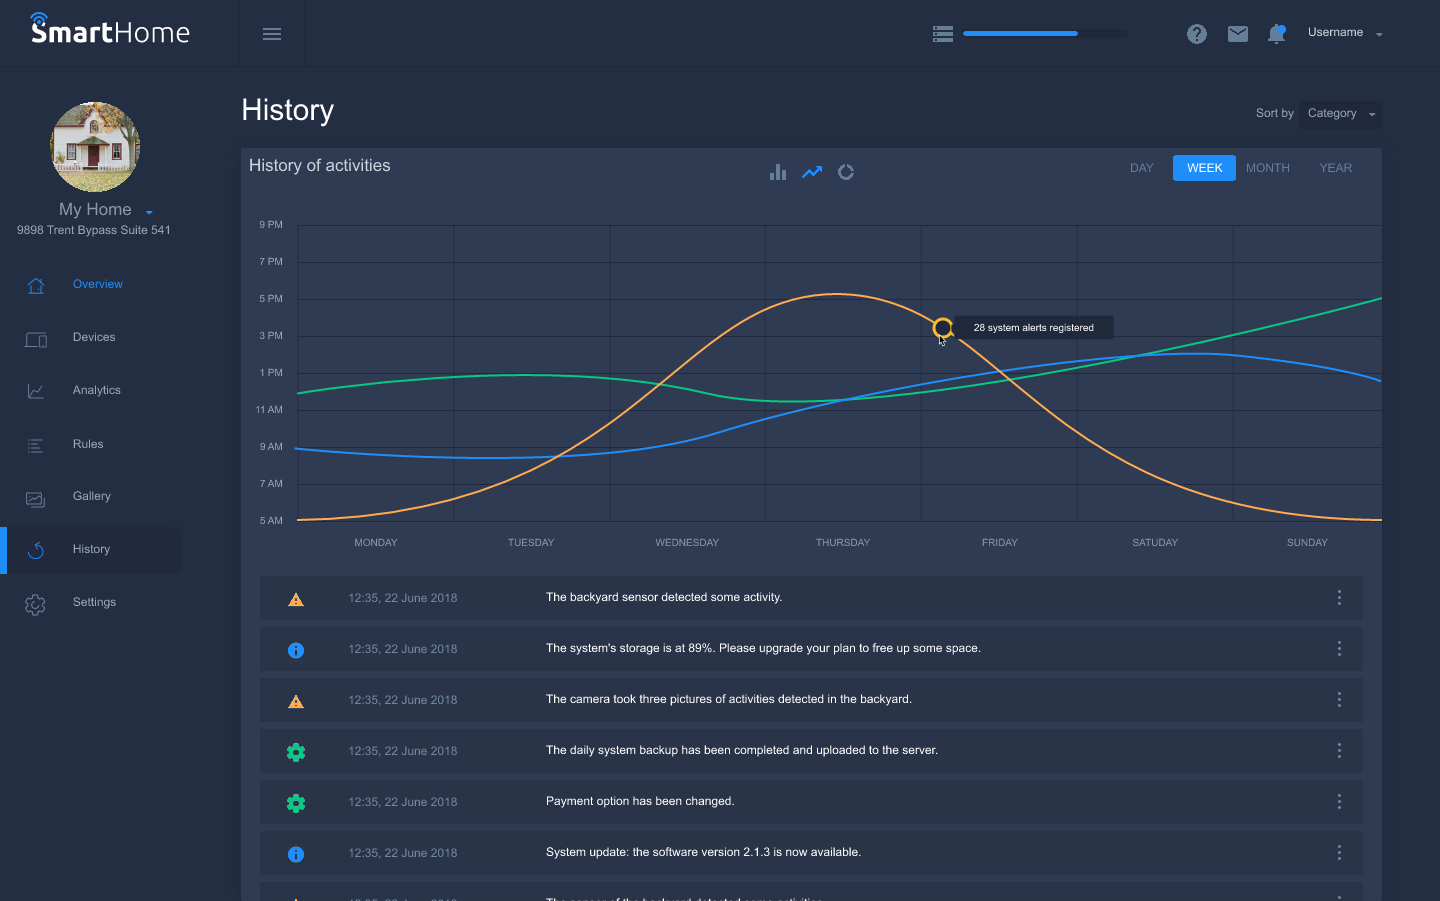 SmartHome
Username
My Home
9898 Trent Bypass Suite 541
Overview
Devices
Analytics
Rules
Gallery
History
Settings
History
Sort by Category
History of activities
DAY WEEK MONTH YEAR
9 PM
7 PM
5 PM
3 PM
1 PM
11 AM
9 AM
7 AM
5 AM
28 system alerts registered
MONDAY TUESDAY WEDNESDAY THURSDAY FRIDAY SATUDAY SUNDAY
12:35, 22 June 2018 The backyard sensor detected some activity.
12:35, 22 June 2018 The system's storage is at 89%. Please upgrade your plan to free up some space.
12:35, 22 June 2018 The camera took three pictures of activities detected in the backyard.
12:35, 22 June 2018 The daily system backup has been completed and uploaded to the server.
12:35, 22 June 2018 Payment option has been changed.
12:35, 22 June 2018 System update: the software version 2.1.3 is now available.